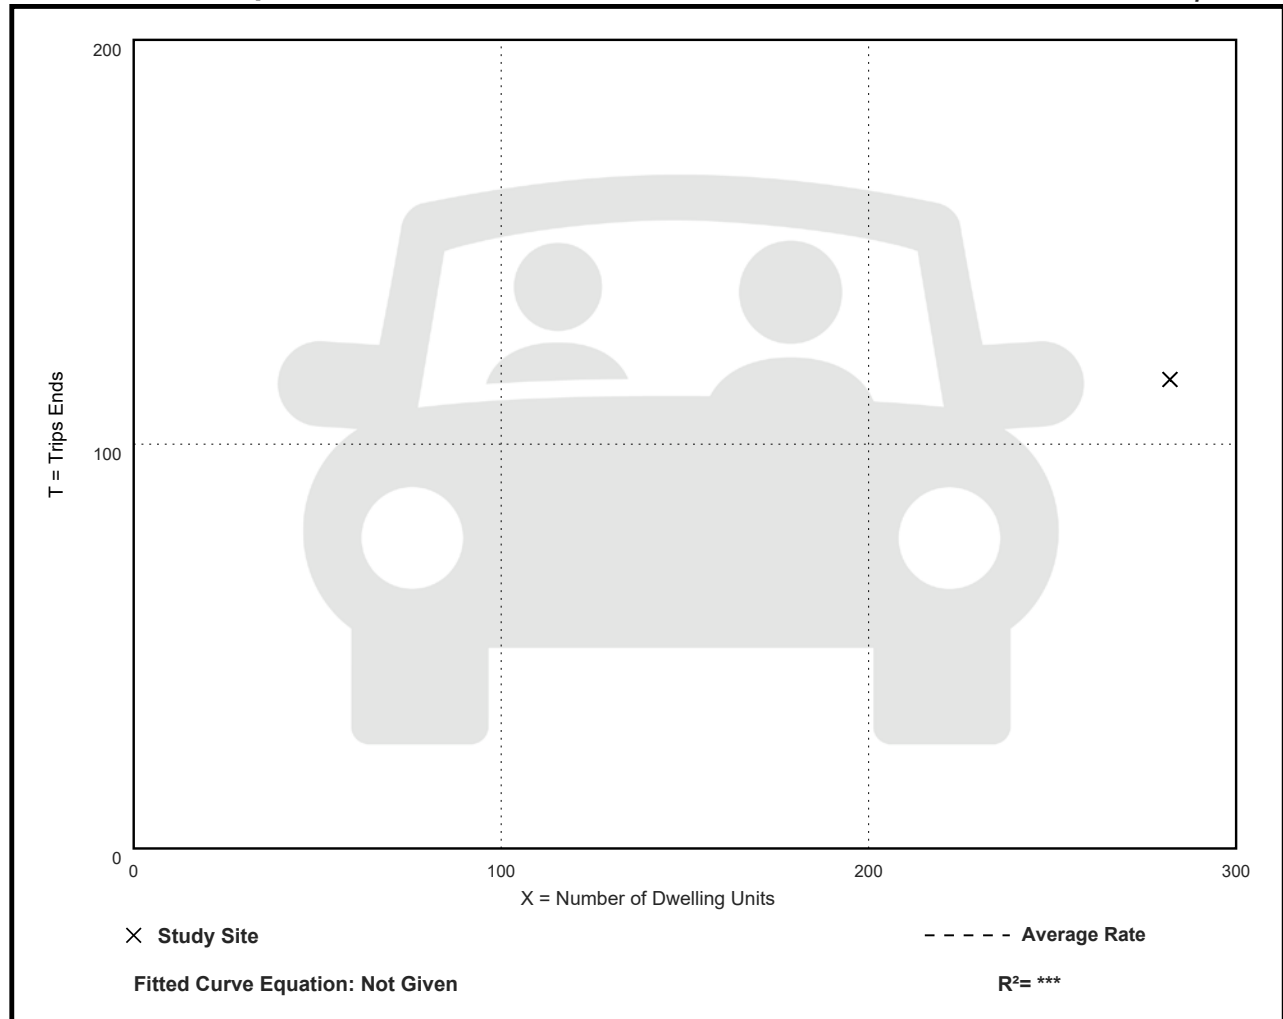 200
T = Trips Ends
100
0
0 100 200 300
X = Number of Dwelling Units
Study Site
Average Rate
Fitted Curve Equation: Not Given
R²= ***